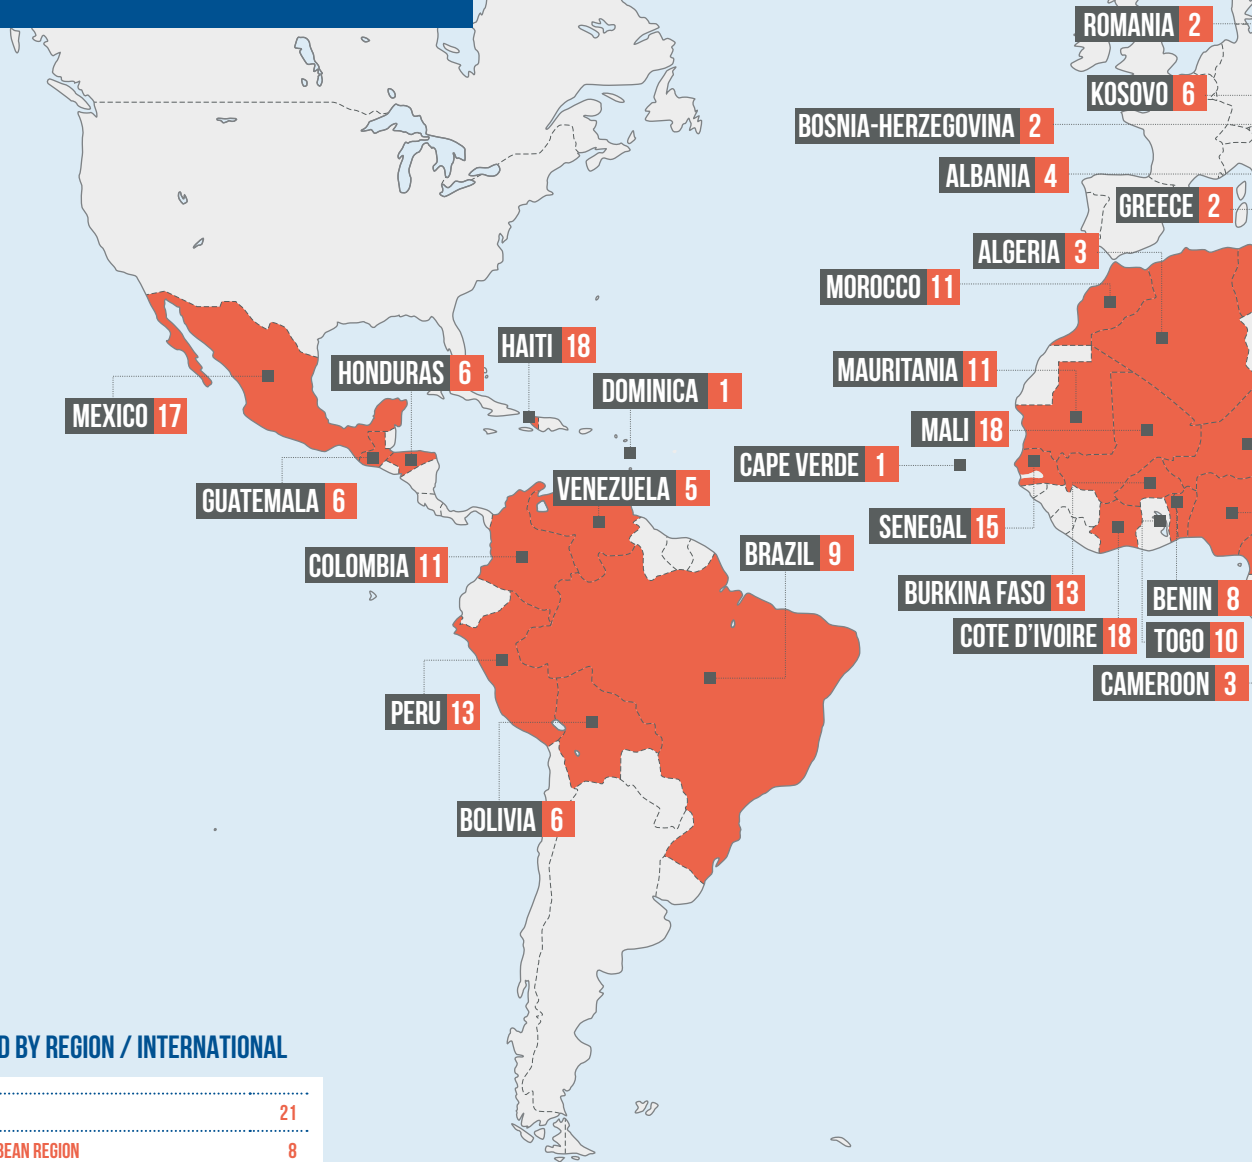 ROMANIA 2
KOSOVO 6
BOSNIA-HERZEGOVINA 2
ALBANIA 4
GREECE 2
ALGERIA 3
MOROCCO 11
HAITI 18
HONDURAS 6
MAURITANIA 11
DOMINICA 1
MEXICO 17
MALI 18
CAPE VERDE 1
VENEZUELA 5
GUATEMALA 6
SENEGAL 15
BRAZIL 9
COLOMBIA 11
BURKINA FASO 13
BENIN 8
COTE D'IVOIRE 18
TOGO 10
CAMEROON 3
PERU 13
BOLIVIA 6
D BY REGION / INTERNATIONAL
21
BEAN REGION 8